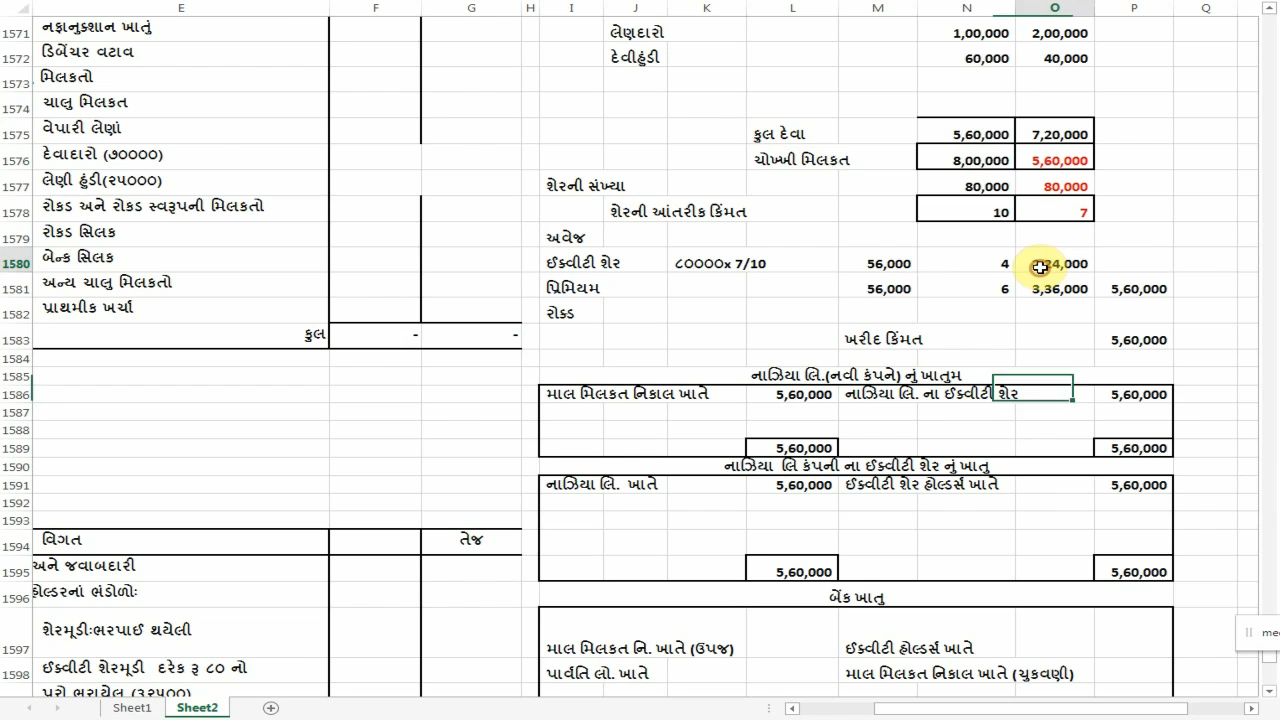 E F G H I J K L M N O P Q
1571 નફાનુક્શાન ખાતું લેણદારો 1,00,000 2,00,000
1572 ડિબેંચર વટાવ દેવીહુંડી 60,000 40,000
1573 મિલકતો
1574 ચાલુ મિલકત
1575 વેપારી લેણાં કુલ દેવા 5,60,000 7,20,000
1576 દેવાદારો (૭૦૦૦૦) ચોખ્ખી મિલકત 8,00,000 5,60,000
1577 લેણી હુંડી(૨૫૦૦૦) શેરની સંખ્યા 80,000 80,000
1578 રોકડ અને રોકડ સ્વરૂપની મિલકતો શેરની આંતરીક કિંમત 10 7
1579 રોકડ સિલક અવેજ
1580 બેન્ક સિલક ઈક્વીટી શેર ૮૦૦૦૦x 7/10 56,000 4 24,000
1581 અન્ય ચાલુ મિલકતો પ્રિમિયમ 56,000 6 3,36,000 5,60,000
1582 પ્રાથમીક ખર્ચા રોકડ
1583 કુલ - - ખરીદ કિંમત 5,60,000
1584
1585 નાઝિયા લિ.(નવી કંપને) નું ખાતુમ
1586 માલ મિલકત નિકાલ ખાતે 5,60,000 નાઝિયા લિ. ના ઈક્વીટી શેર 5,60,000
1587
1588
1589 5,60,000 5,60,000
1590 નાઝિયા લિ કંપની ના ઈક્વીટી શેર નું ખાતુ
1591 નાઝિયા લિ. ખાતે 5,60,000 ઈક્વીટી શેર હોલ્ડર્સ ખાતે 5,60,000
1592
1593
1594 વિગત તેજ
1595 અને જવાબદારી 5,60,000 5,60,000
1596 હોલ્ડરનાં ભંડોળોઃ બેંક ખાતુ
1597 શેરમૂડીઃભરપાઈ થયેલી માલ મિલકત નિ. ખાતે (ઉપજ) ઈક્વીટી હોલ્ડર્સ ખાતે
1598 ઈક્વીટી શેરમૂડી દરેક રૂ ૮૦ નો પાર્વતિ લો. ખાતે માલ મિલકત નિકાલ ખાતે (ચુકવણી)
પુરો ભરાયેલ (૩૨૫૦૦)
Sheet1 Sheet2